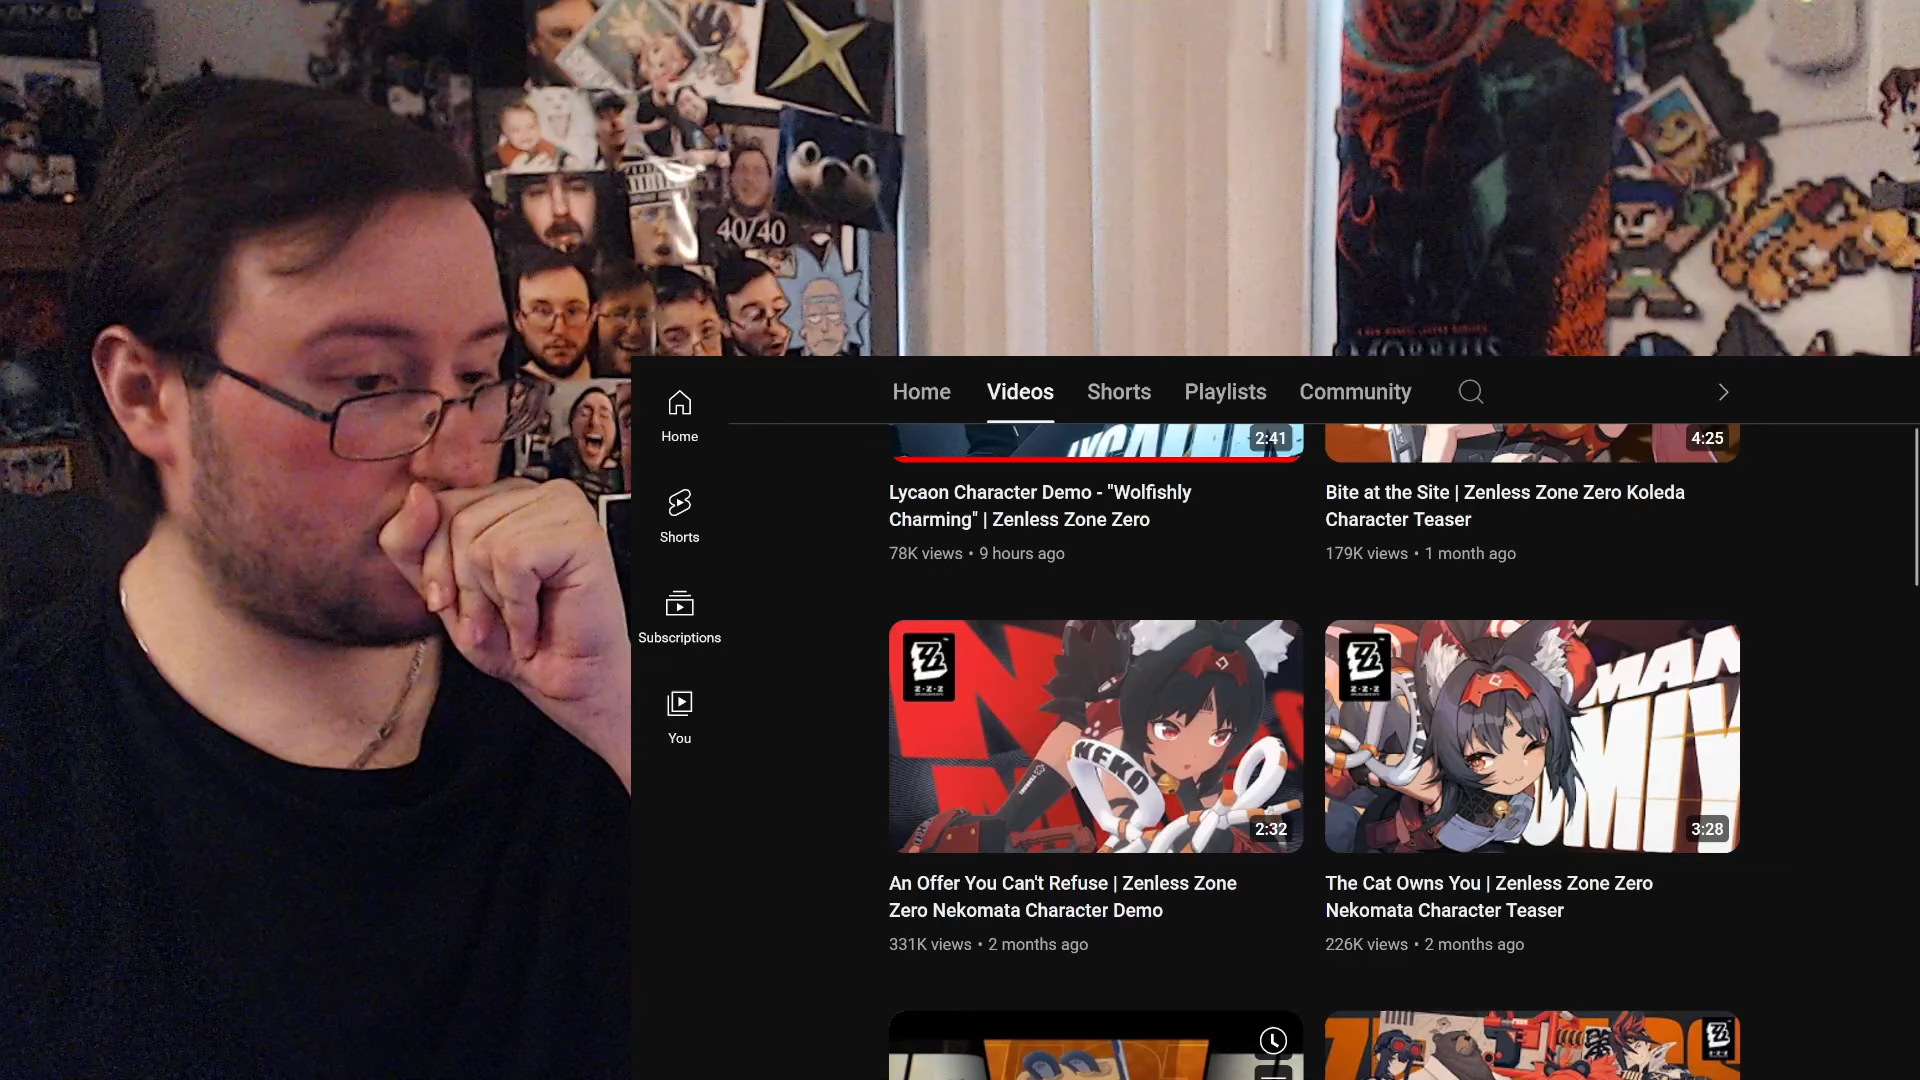 40/40
MORBIUS
Home Videos Shorts Playlists Community
Home
Shorts
Subscriptions
You
2:41
4:25
Lycaon Character Demo - "Wolfishly
Charming" | Zenless Zone Zero
78K views • 9 hours ago
Bite at the Site | Zenless Zone Zero Koleda
Character Teaser
179K views • 1 month ago
Z·Z·Z
NEKO
2:32
Z·Z·Z
3:28
An Offer You Can't Refuse | Zenless Zone
Zero Nekomata Character Demo
331K views • 2 months ago
The Cat Owns You | Zenless Zone Zero
Nekomata Character Teaser
226K views • 2 months ago